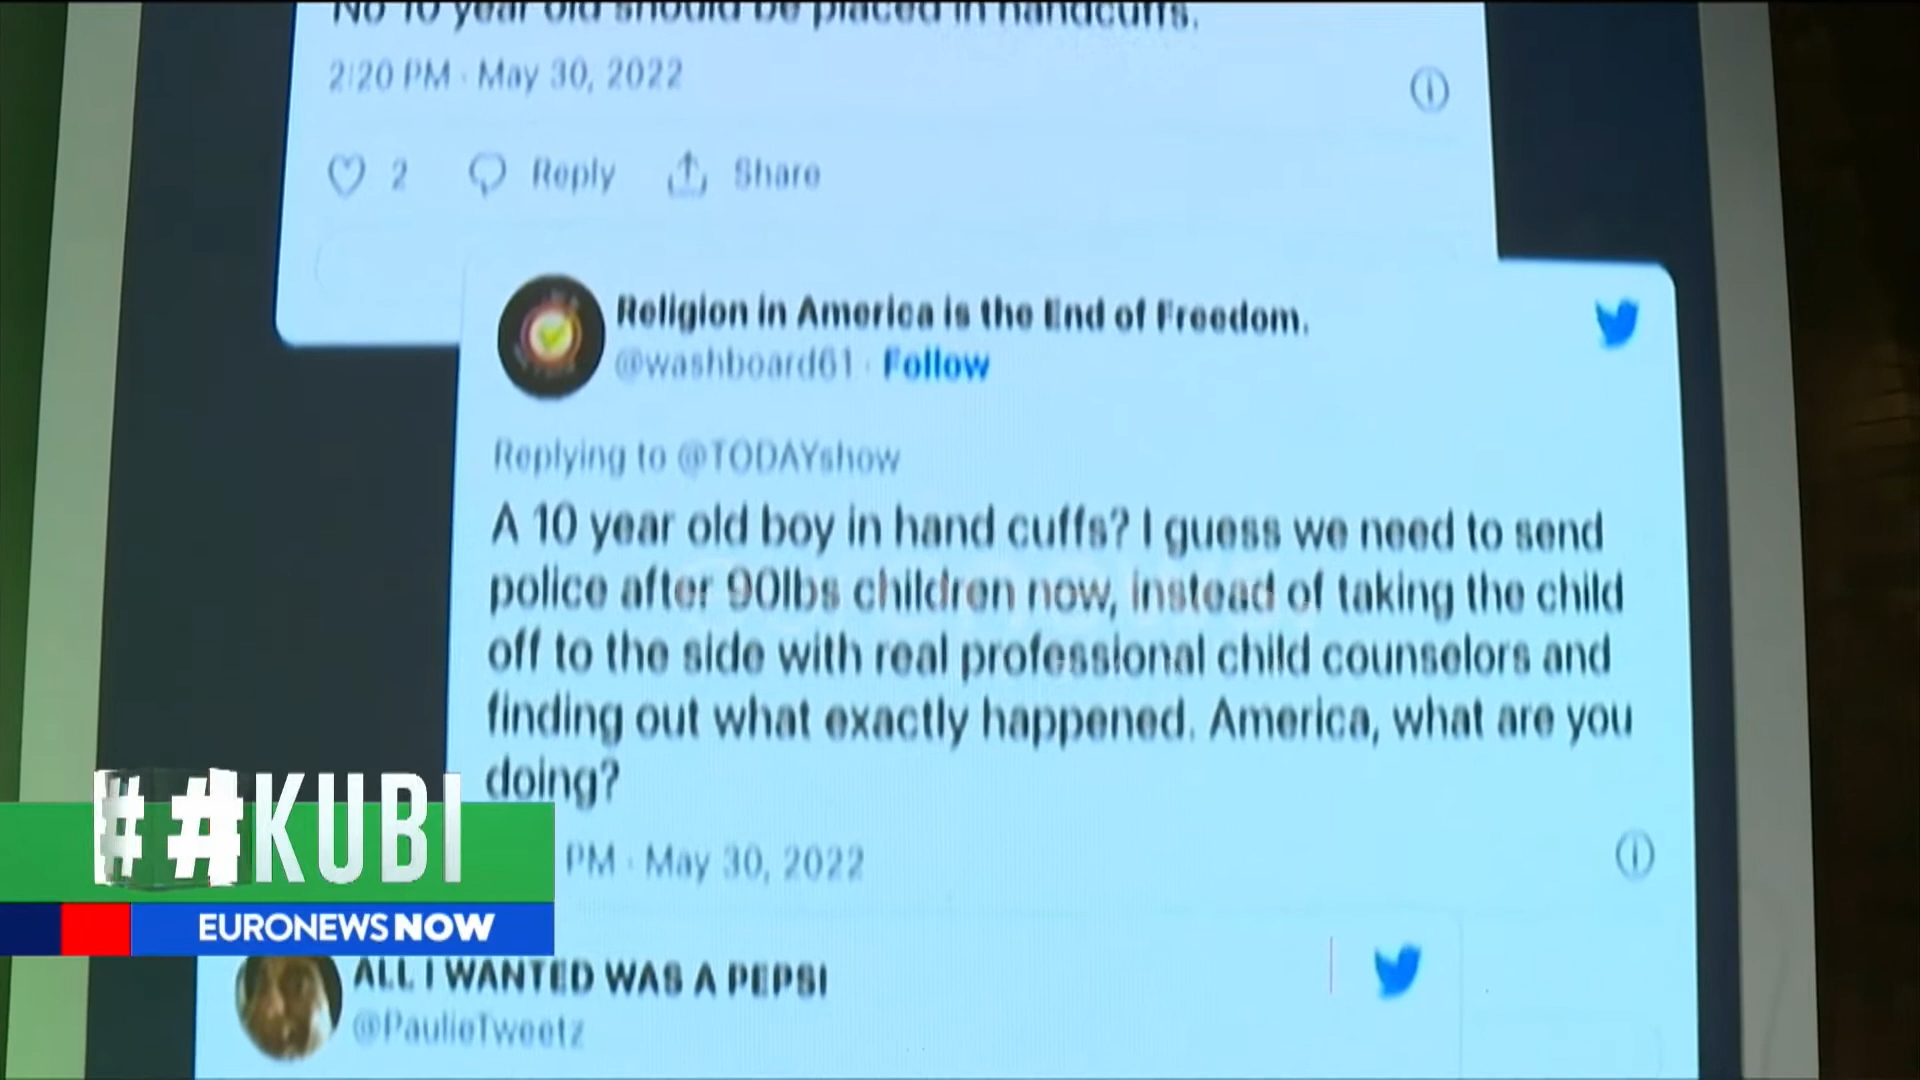 No 10 year old should be placed in handcuffs.
2:20 PM · May 30, 2022
2 Reply Share
Religion in America is the End of Freedom.
@washboard61 · Follow
Replying to @TODAYshow
A 10 year old boy in hand cuffs? I guess we need to send
police after 90lbs children now, instead of taking the child
off to the side with real professional child counselors and
finding out what exactly happened. America, what are you
doing?
PM · May 30, 2022
##KUBI
EURONEWS NOW
ALL I WANTED WAS A PEPSI
@PaulieTweetz